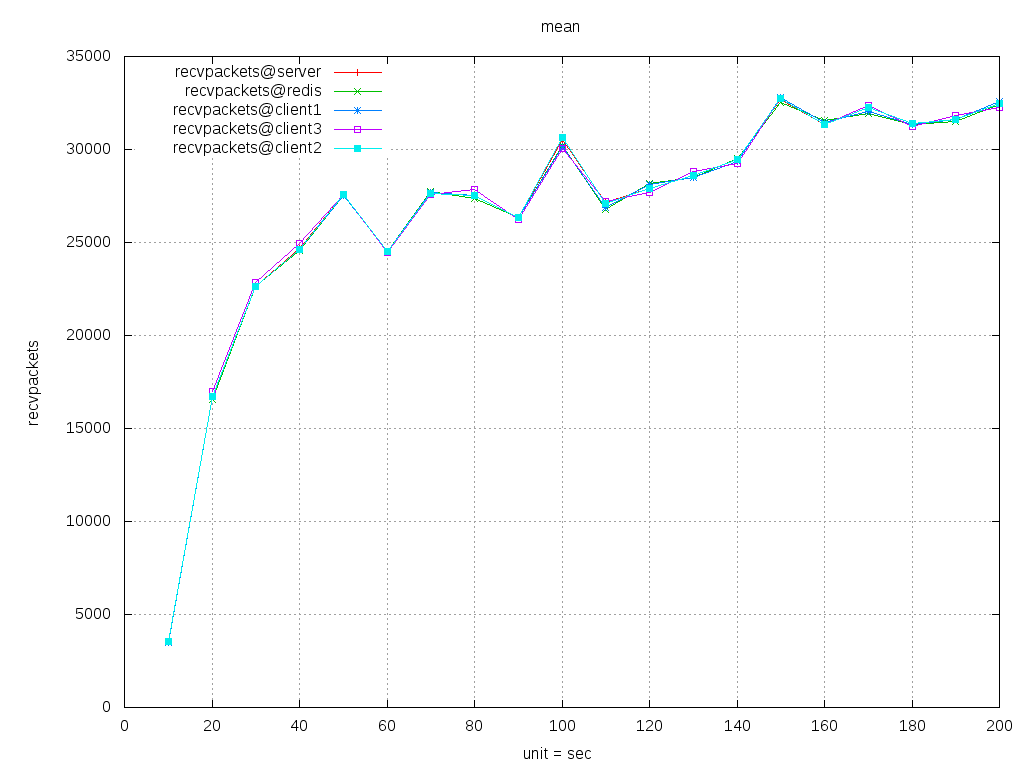 mean
35000
30000
25000
20000
15000
10000
5000
0
recvpackets
recvpackets@server
recvpackets@redis
recvpackets@client1
recvpackets@client3
recvpackets@client2
0 20 40 60 80 100 120 140 160 180 200
unit = sec